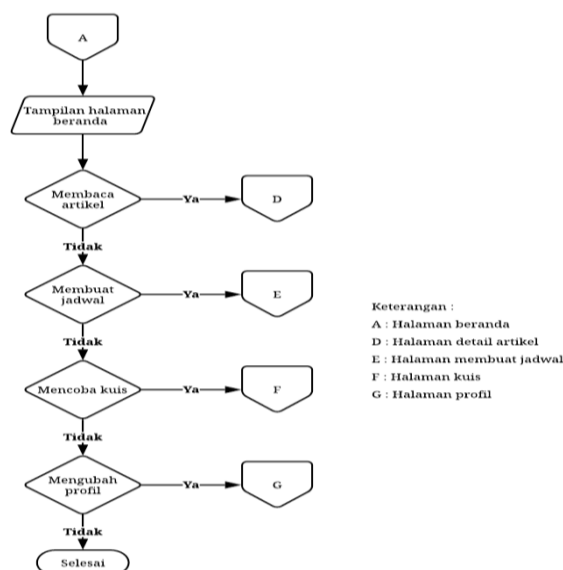 A
Tampilan halaman
beranda
Membaca
artikel
Ya
D
Tidak
Membuat
jadwal
Ya
E
Tidak
Mencoba kuis
Ya
F
Tidak
Mengubah
profil
Ya
G
Tidak
Selesai
Keterangan :
A : Halaman beranda
D : Halaman detail artikel
E : Halaman membuat jadwal
F : Halaman kuis
G : Halaman profil